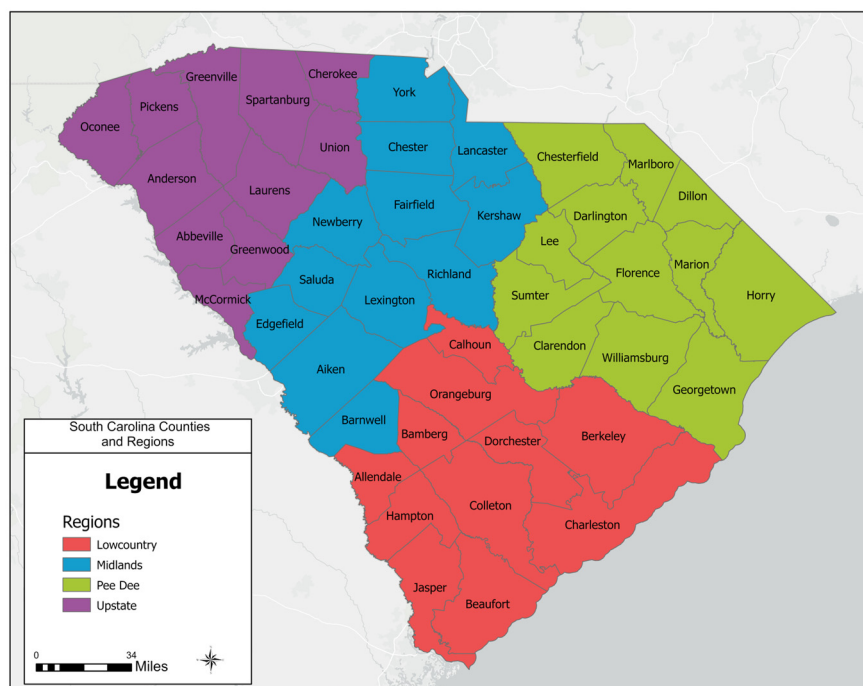 Cherokee
Greenville
York
Spartanburg
Pickens
Oconee
Union
Chester
Lancaster
Chesterfield
Marlboro
Anderson
Laurens
Dillon
Fairfield
Kershaw
Darlington
Newberry
Abbeville
Greenwood
Lee
Marion
Florence
Saluda
Richland
McCormick
Lexington
Sumter
Horry
Edgefield
Calhoun
Clarendon
Williamsburg
Aiken
Orangeburg
Georgetown
Barnwell
Bamberg
Dorchester
Berkeley
Allendale
Colleton
Hampton
Charleston
Jasper
Beaufort
South Carolina Counties
and Regions
Legend
Regions
Lowcountry
Midlands
Pee Dee
Upstate
0 34
Miles